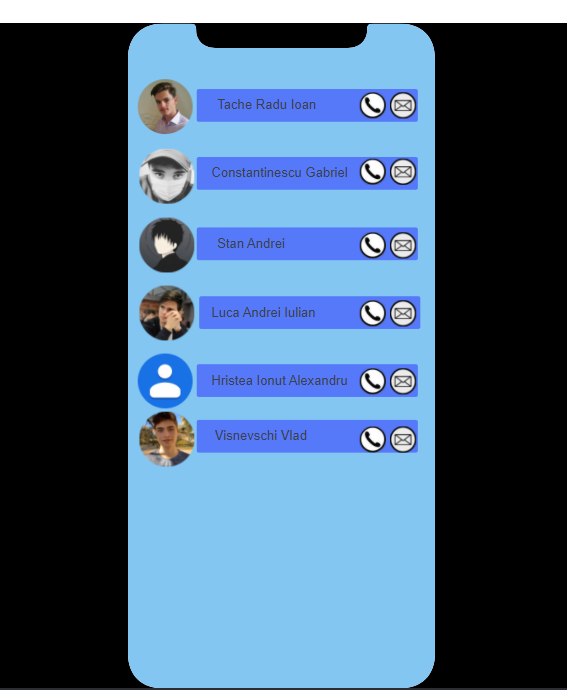 Tache Radu Ioan
Constantinescu Gabriel
Stan Andrei
Luca Andrei Iulian
Hristea Ionut Alexandru
Visnevschi Vlad